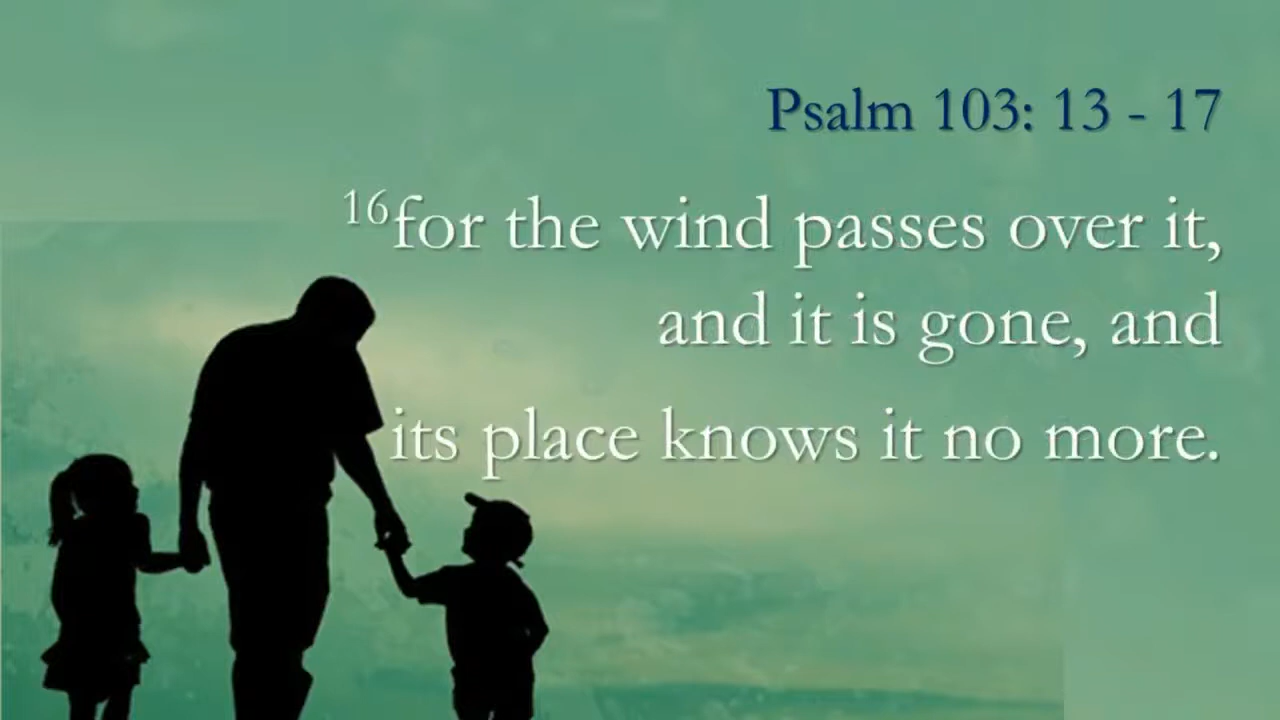 Psalm 103: 13 - 17
16for the wind passes over it,
and it is gone, and
its place knows it no more.